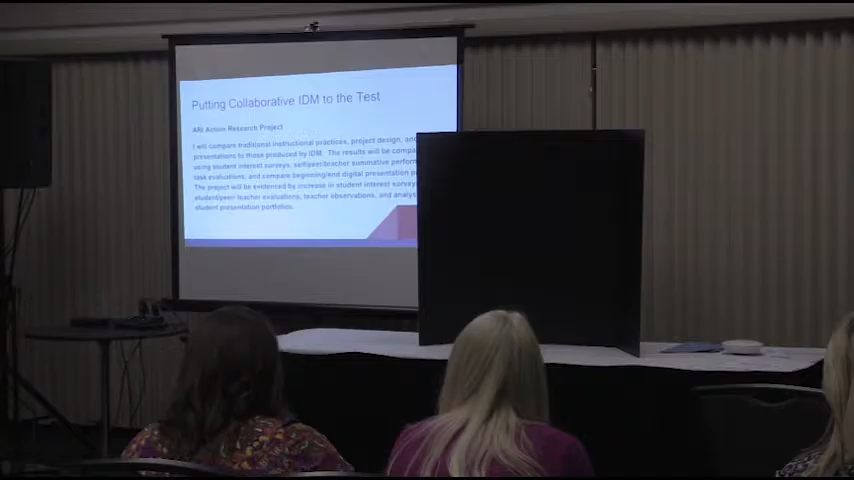 Putting Collaborative IDM to the Test
ARI Action Research Project
I will compare traditional instructional practices, project design, and
presentations to those produced by IDM. The results will be compa
using student interest surveys, self/peer/teacher summative perform
task evaluations, and compare beginning/end digital presentation p
The project will be evidenced by increase in student interest surveys
student/peer teacher evaluations, teacher observations, and analys
student presentation portfolios.